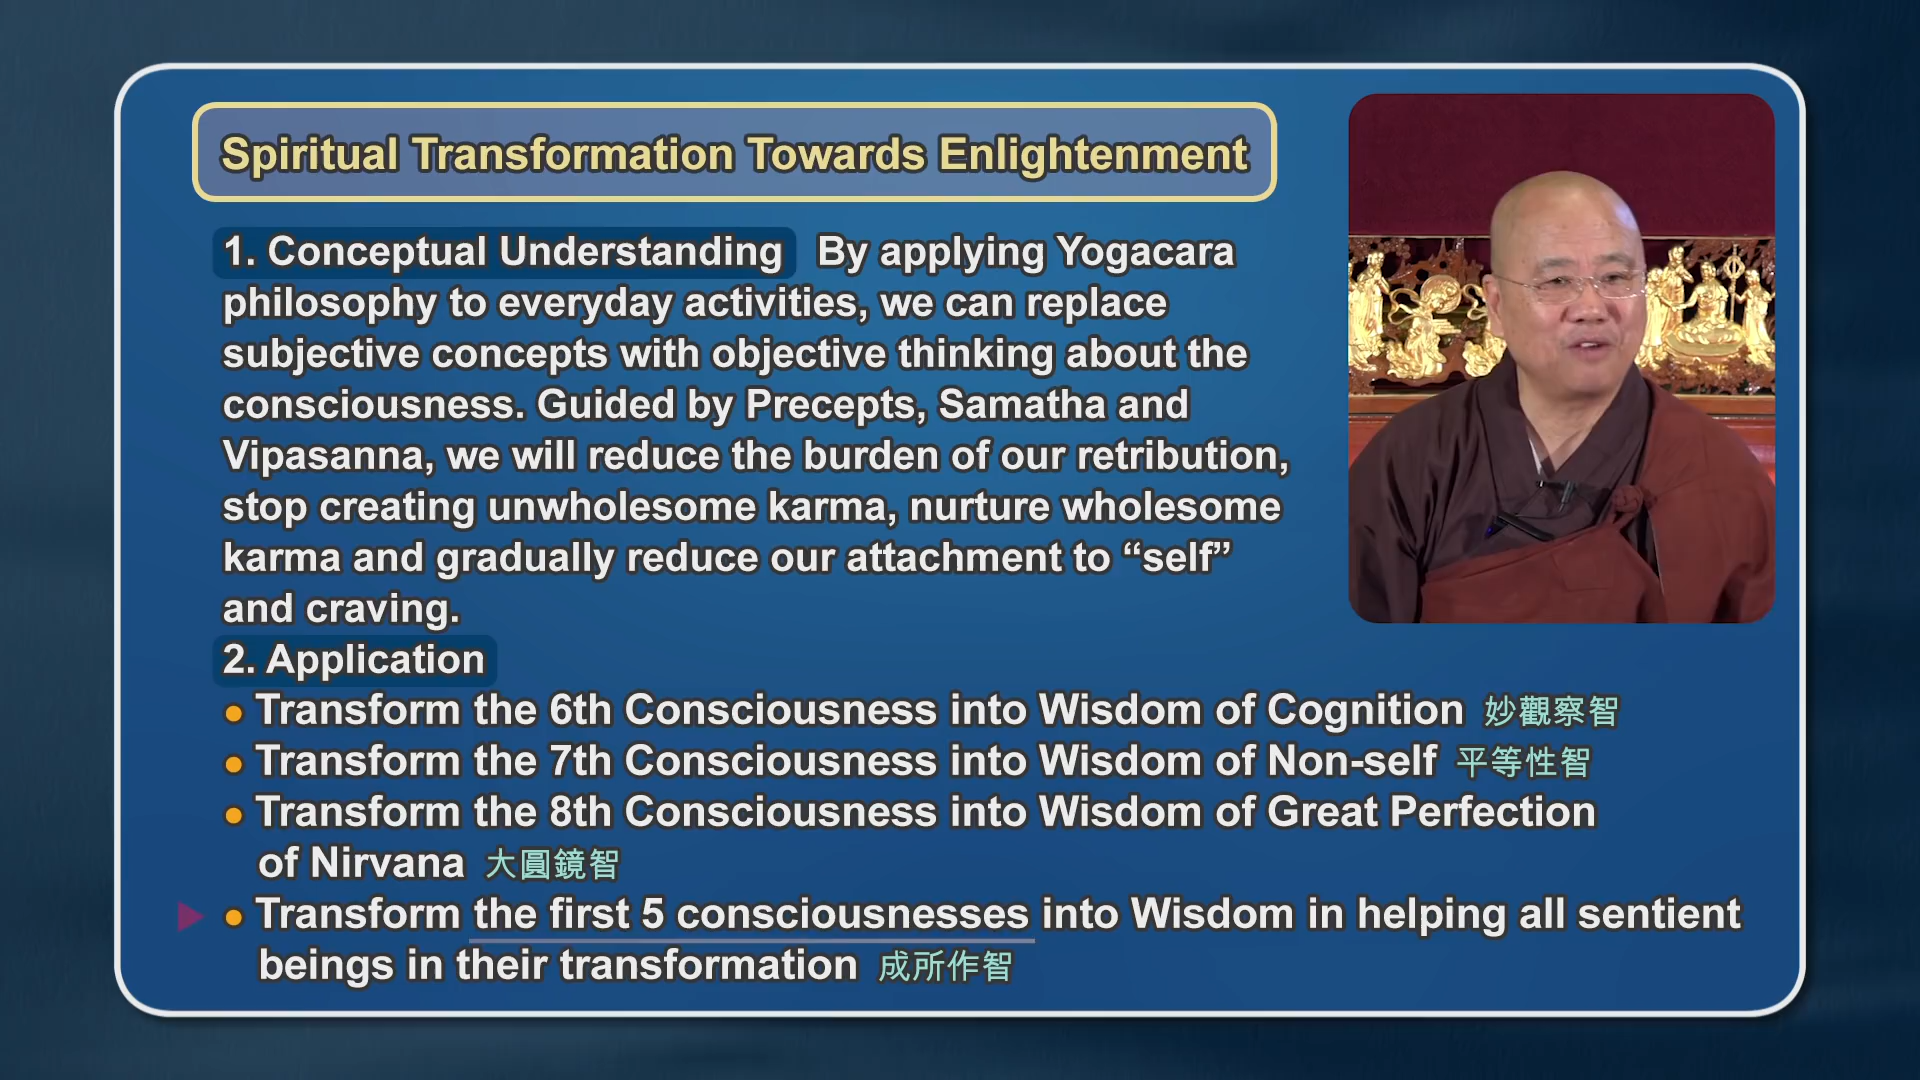 Spiritual Transformation Towards Enlightenment
1. Conceptual Understanding By applying Yogacara
philosophy to everyday activities, we can replace
subjective concepts with objective thinking about the
consciousness. Guided by Precepts, Samatha and
Vipasanna, we will reduce the burden of our retribution,
stop creating unwholesome karma, nurture wholesome
karma and gradually reduce our attachment to “self”
and craving.
2. Application
• Transform the 6th Consciousness into Wisdom of Cognition 妙觀察智
• Transform the 7th Consciousness into Wisdom of Non-self 平等性智
• Transform the 8th Consciousness into Wisdom of Great Perfection
of Nirvana 大圓鏡智
• Transform the first 5 consciousnesses into Wisdom in helping all sentient
beings in their transformation 成所作智